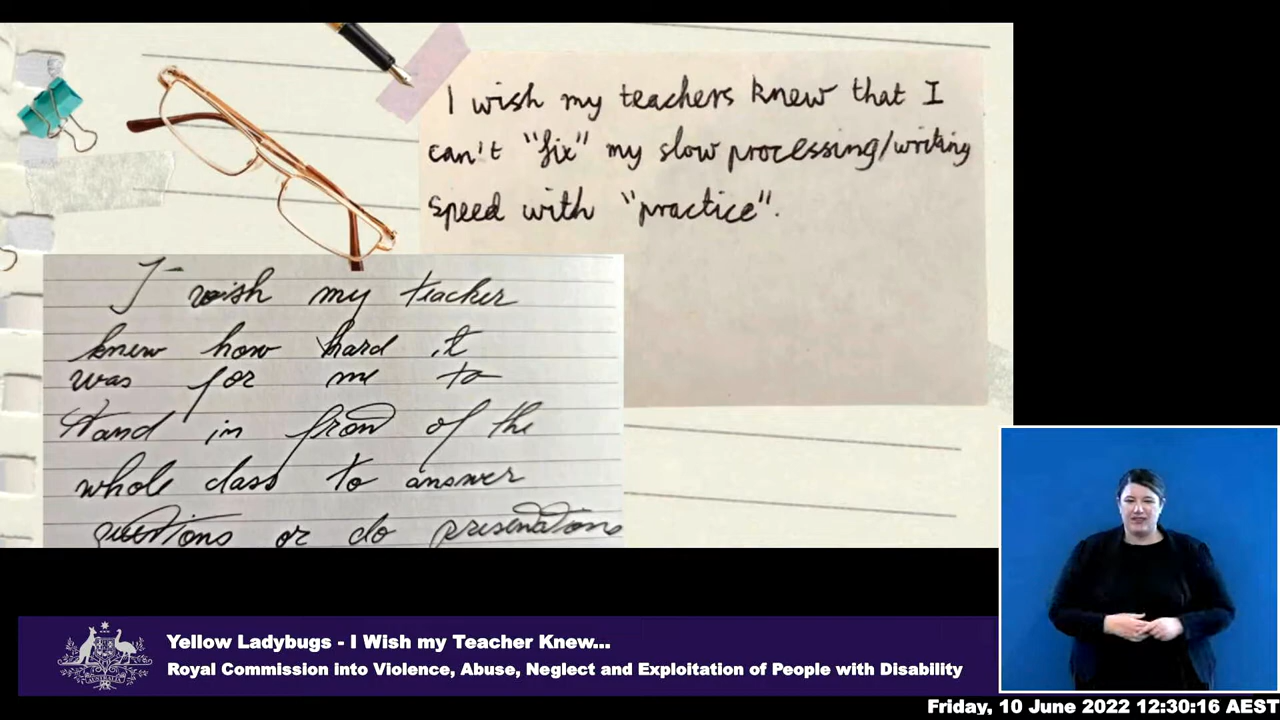 I wish my teachers knew that I
can't "fix" my slow processing/writing
speed with "practice".
I wish my teacher
knew how hard it
was for me to
stand in front of the
whole class to answer
questions or do presentations
Yellow Ladybugs - I Wish my Teacher Knew...
Royal Commission into Violence, Abuse, Neglect and Exploitation of People with Disability
AUSTRALIA
Friday, 10 June 2022 12:30:16 AEST